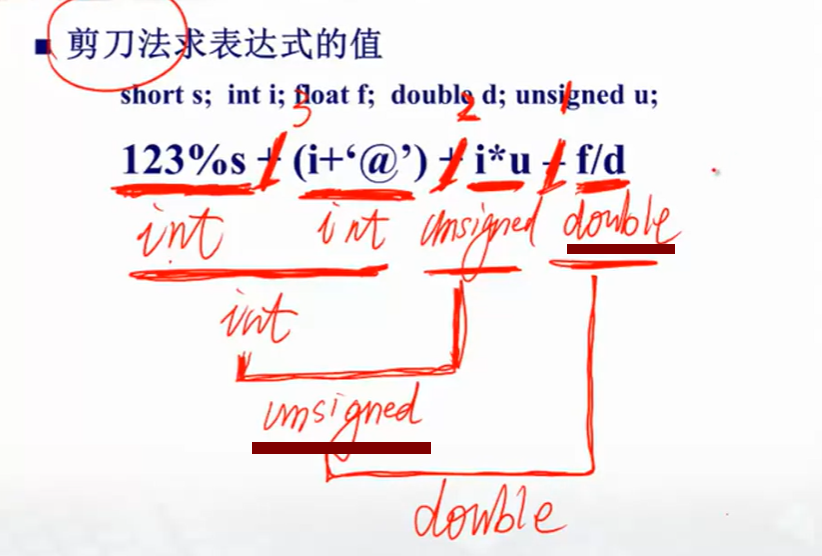 剪刀法求表达式的值
short s; int i; float f; double d; unsigned u;
3 2 1
123%s + (i+‘@’) + i*u - f/d
int int unsigned double
int
unsigned
double